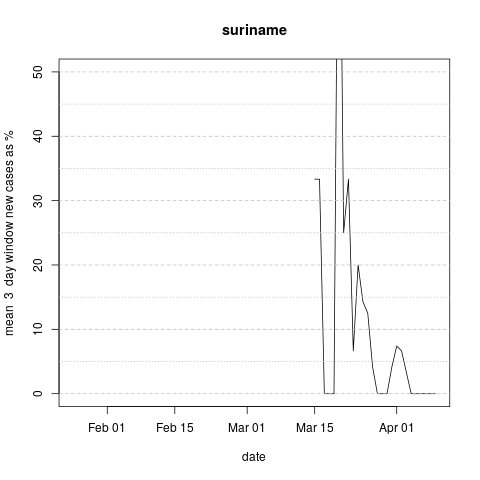 suriname
50
40
30
20
10
0
mean  3  day window new cases as %
Feb 01
Feb 15
Mar 01
Mar 15
Apr 01
date